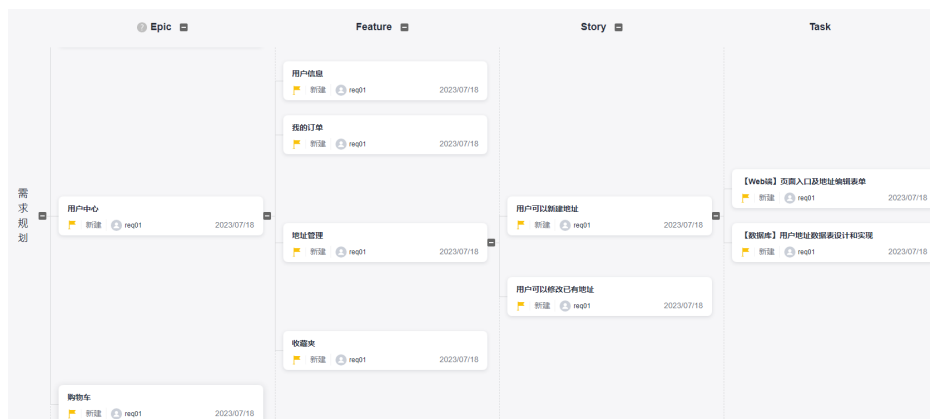 Epic Feature Story Task
用户信息
新建 req01 2023/07/18
我的订单
新建 req01 2023/07/18
【Web端】页面入口及地址编辑表单
新建 req01 2023/07/18
需求规划
用户中心
新建 req01 2023/07/18
用户可以新建地址
新建 req01 2023/07/18
地址管理
新建 req01 2023/07/18
【数据库】用户地址数据表设计和实现
新建 req01 2023/07/18
用户可以修改已有地址
新建 req01 2023/07/18
收藏夹
新建 req01 2023/07/18
购物车
新建 req01 2023/07/18